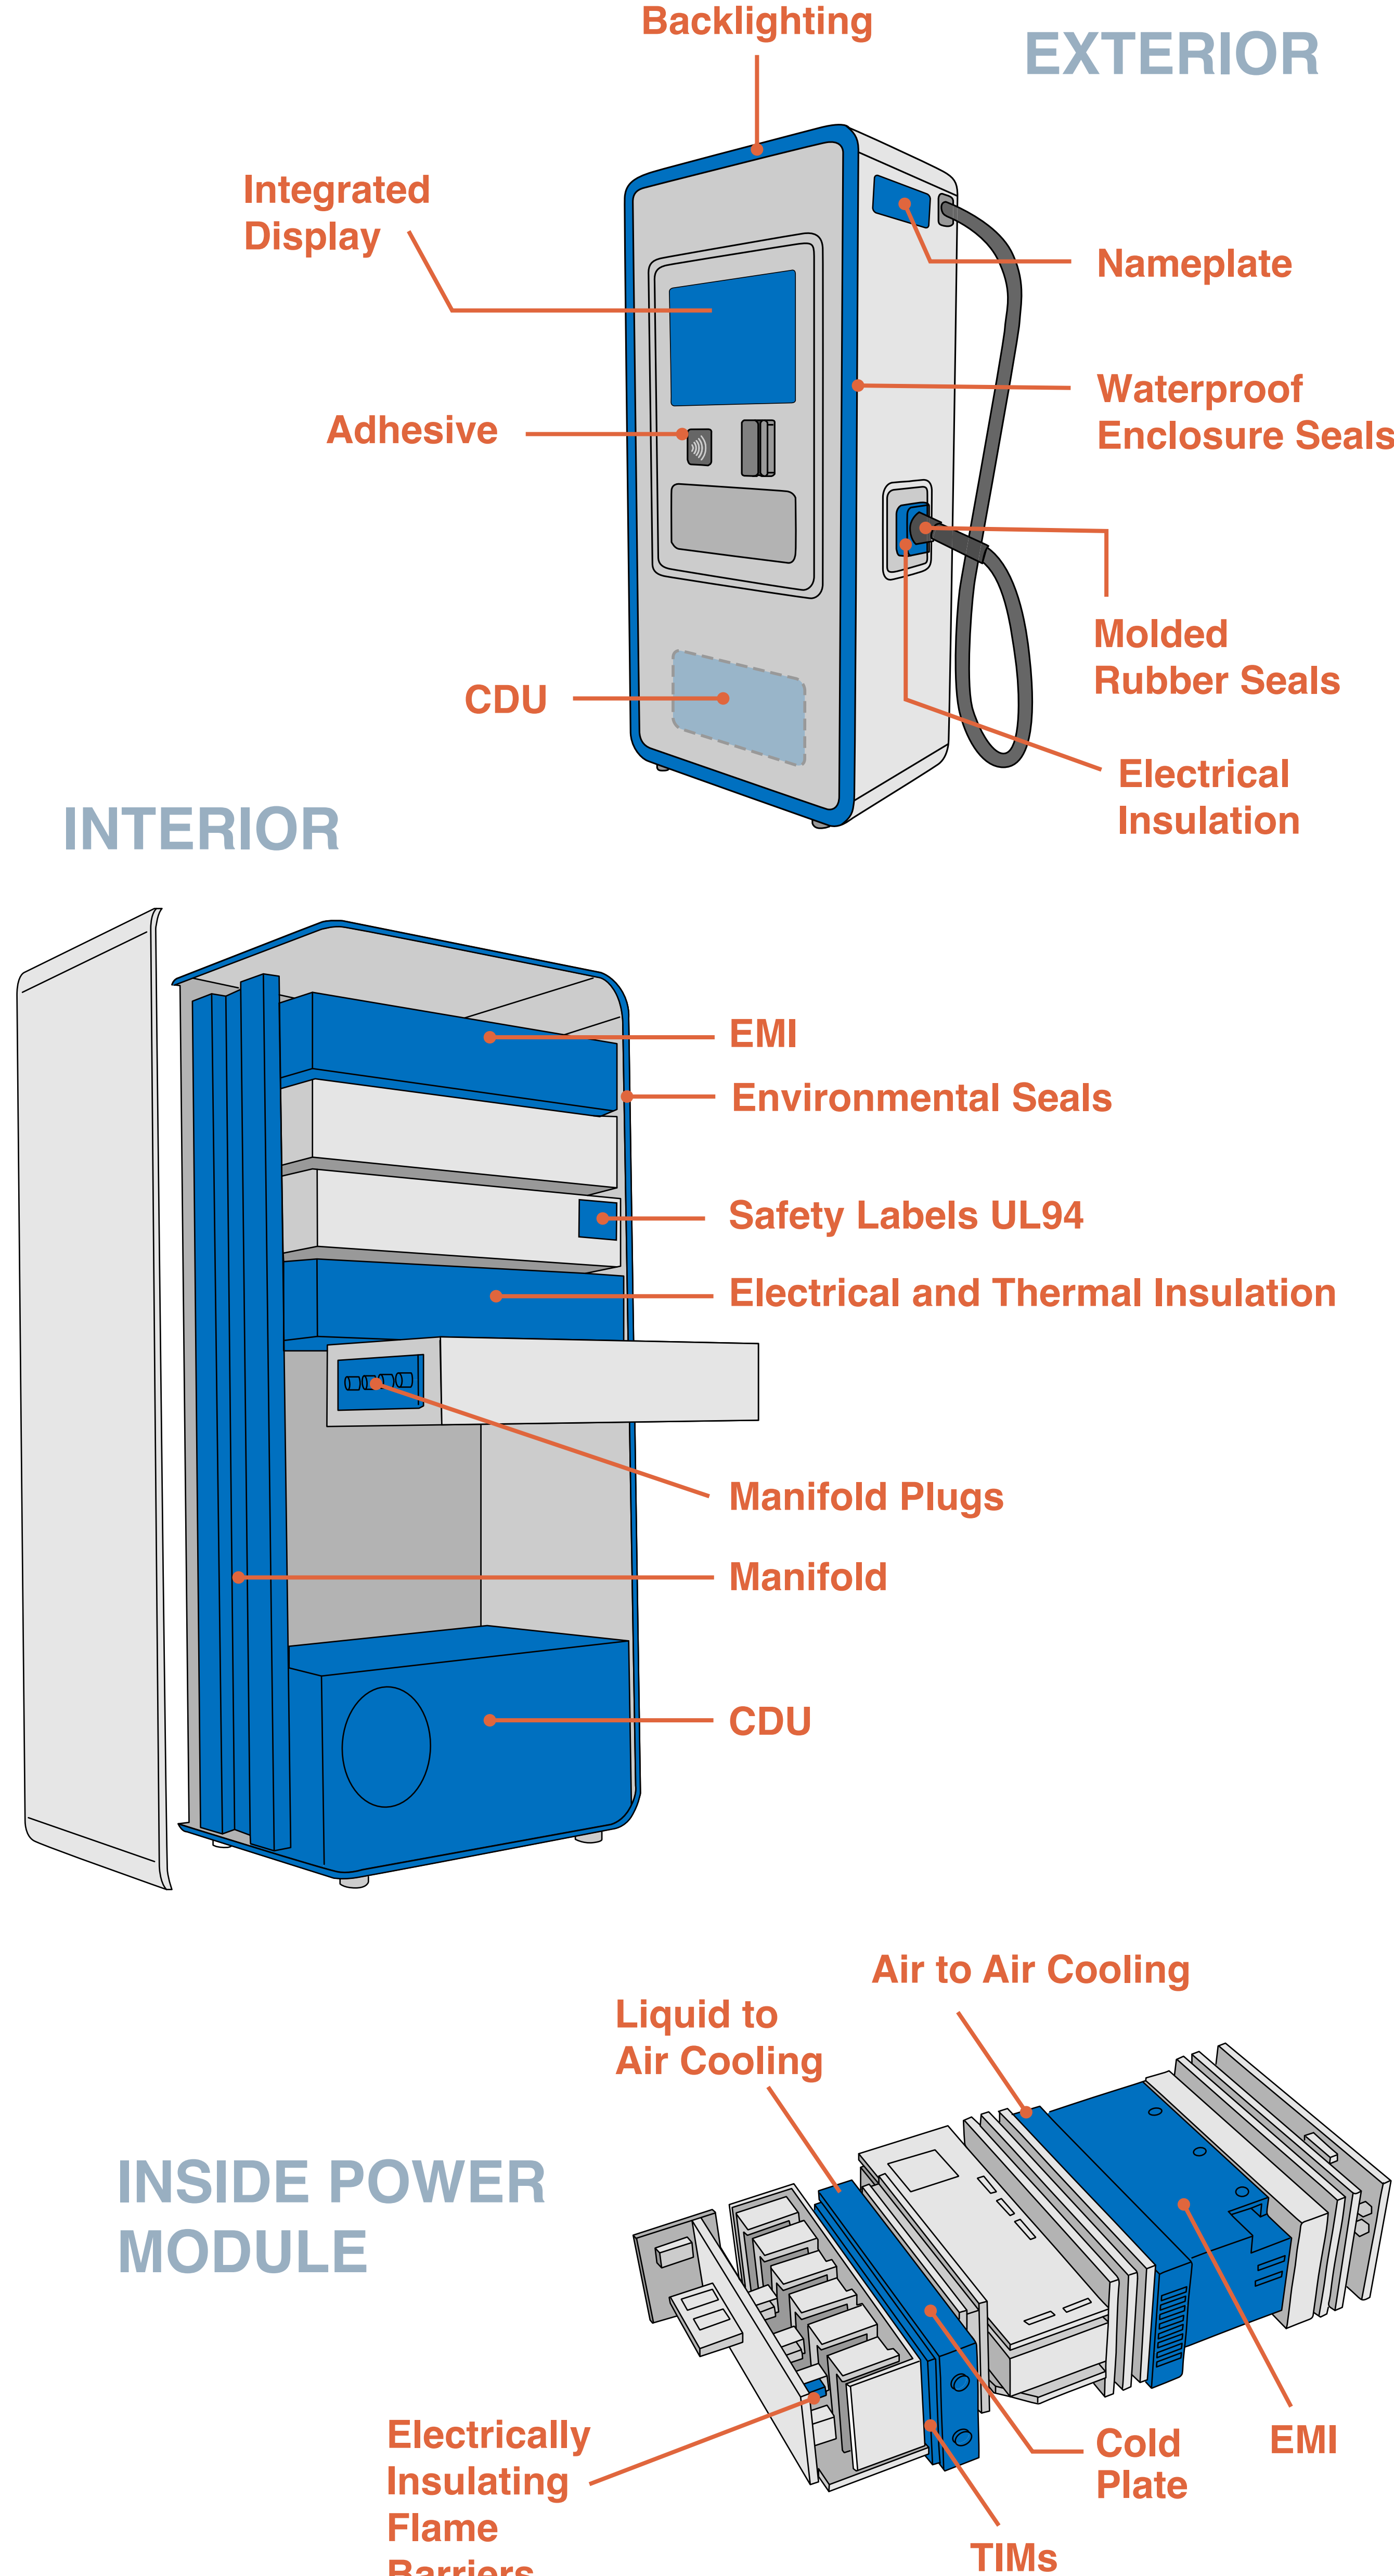 Backlighting
EXTERIOR
Integrated
Display
Nameplate
Waterproof
Enclosure Seals
Adhesive
Molded
Rubber Seals
CDU
Electrical
Insulation
INTERIOR
EMI
Environmental Seals
Safety Labels UL94
Electrical and Thermal Insulation
Manifold Plugs
Manifold
CDU
Air to Air Cooling
Liquid to
Air Cooling
INSIDE POWER
MODULE
Electrically
Insulating
Flame
Barriers
Cold
Plate
EMI
TIMs